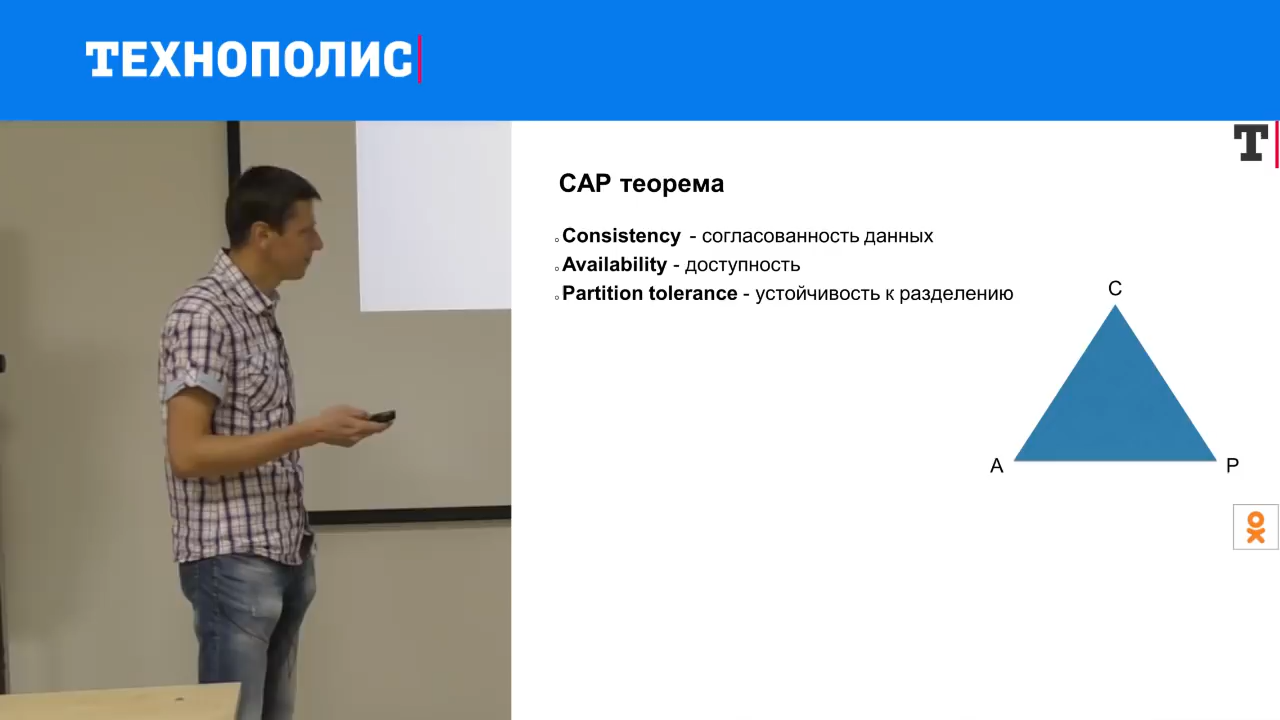 ТЕХНОПОЛИС
Т
CAP теорема
Consistency - согласованность данных
Availability - доступность
Partition tolerance - устойчивость к разделению
C
A
P